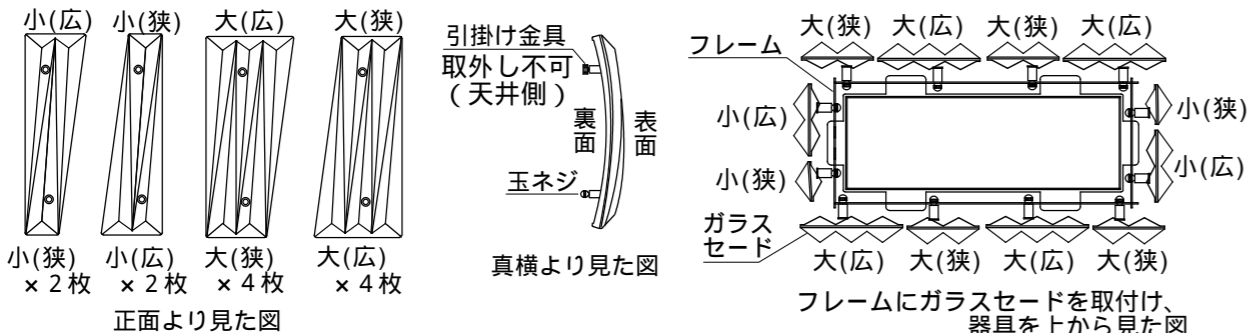 小(広) 小(狭) 大(広) 大(狭)
小(狭) 小(広) 大(狭) 大(広)
×２枚 ×２枚 ×４枚 ×４枚
正面より見た図
引掛け金具
取外し不可
(天井側)
裏面
表面
玉ネジ
真横より見た図
大(狭) 大(広) 大(狭) 大(広)
フレーム
小(広) 小(狭)
小(狭) 小(広)
ガラス
セード
大(広) 大(狭) 大(広) 大(狭)
フレームにガラスセードを取付け、
器具を上から見た図